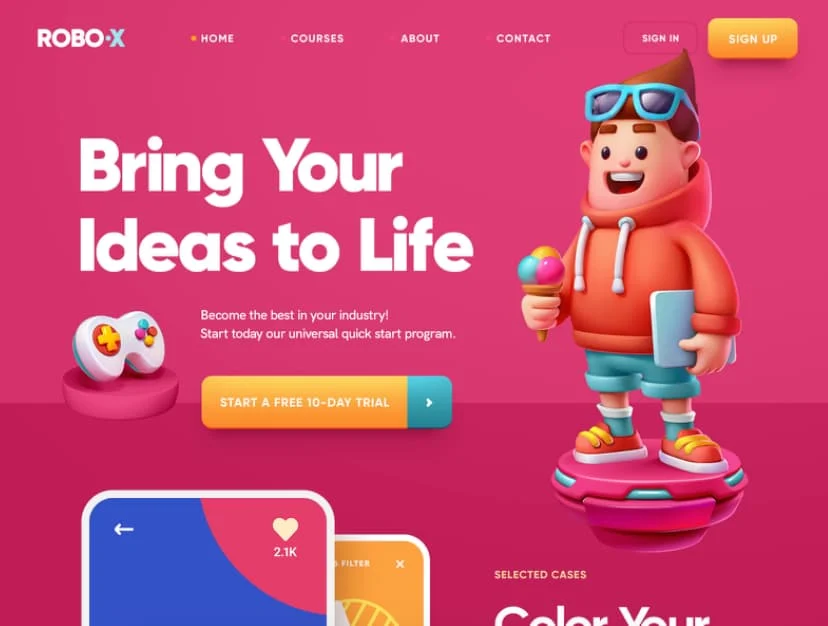 ROBO·X
HOME
COURSES
ABOUT
CONTACT
SIGN IN
SIGN UP
Bring Your
Ideas to Life
Become the best in your industry!
Start today our universal quick start program.
START A FREE 10-DAY TRIAL
2.1K
FILTER
SELECTED CASES
Color Your